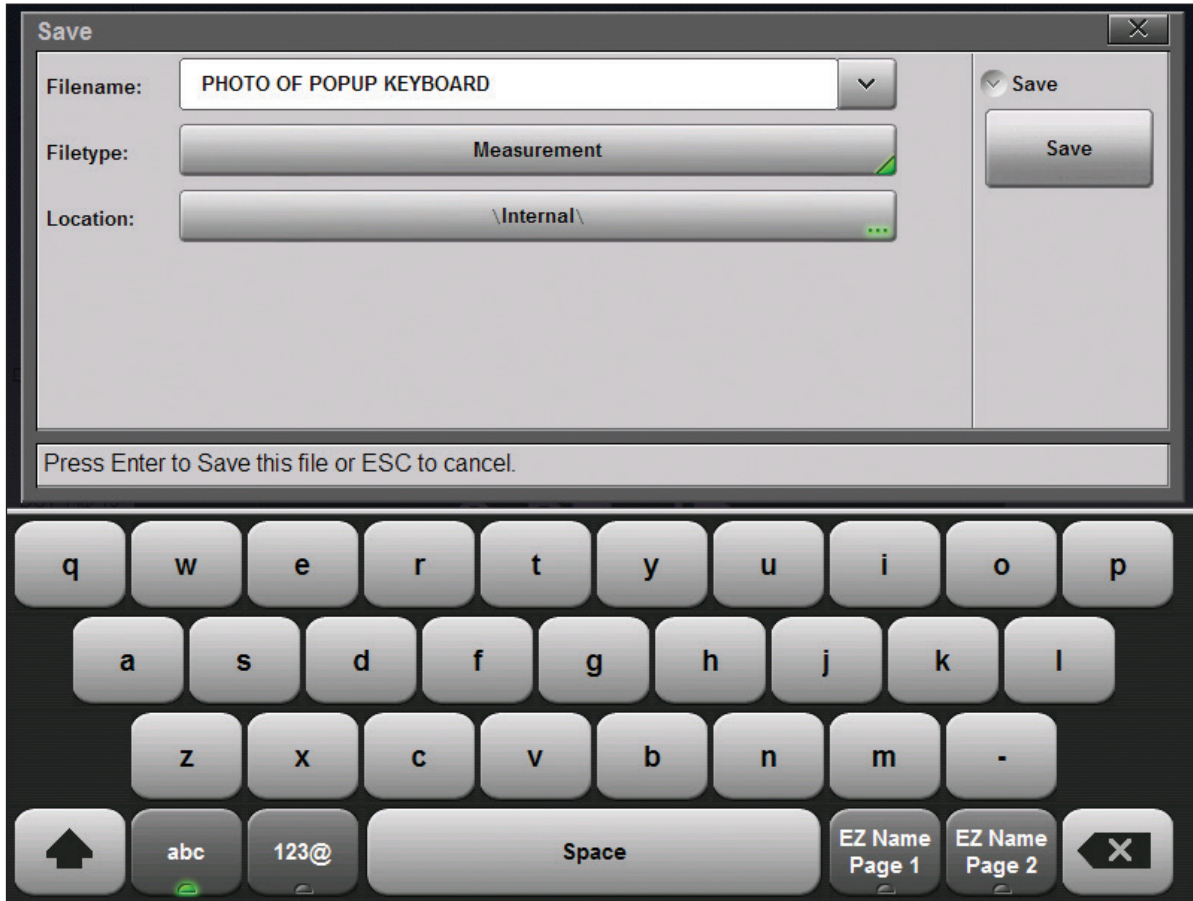 Save
Filename: PHOTO OF POPUP KEYBOARD
Save
Filetype: Measurement
Save
Location: \Internal\
Press Enter to Save this file or ESC to cancel.
q w e r t y u i o p
a s d f g h j k l
z x c v b n m -
abc 123@ Space EZ Name Page 1 EZ Name Page 2